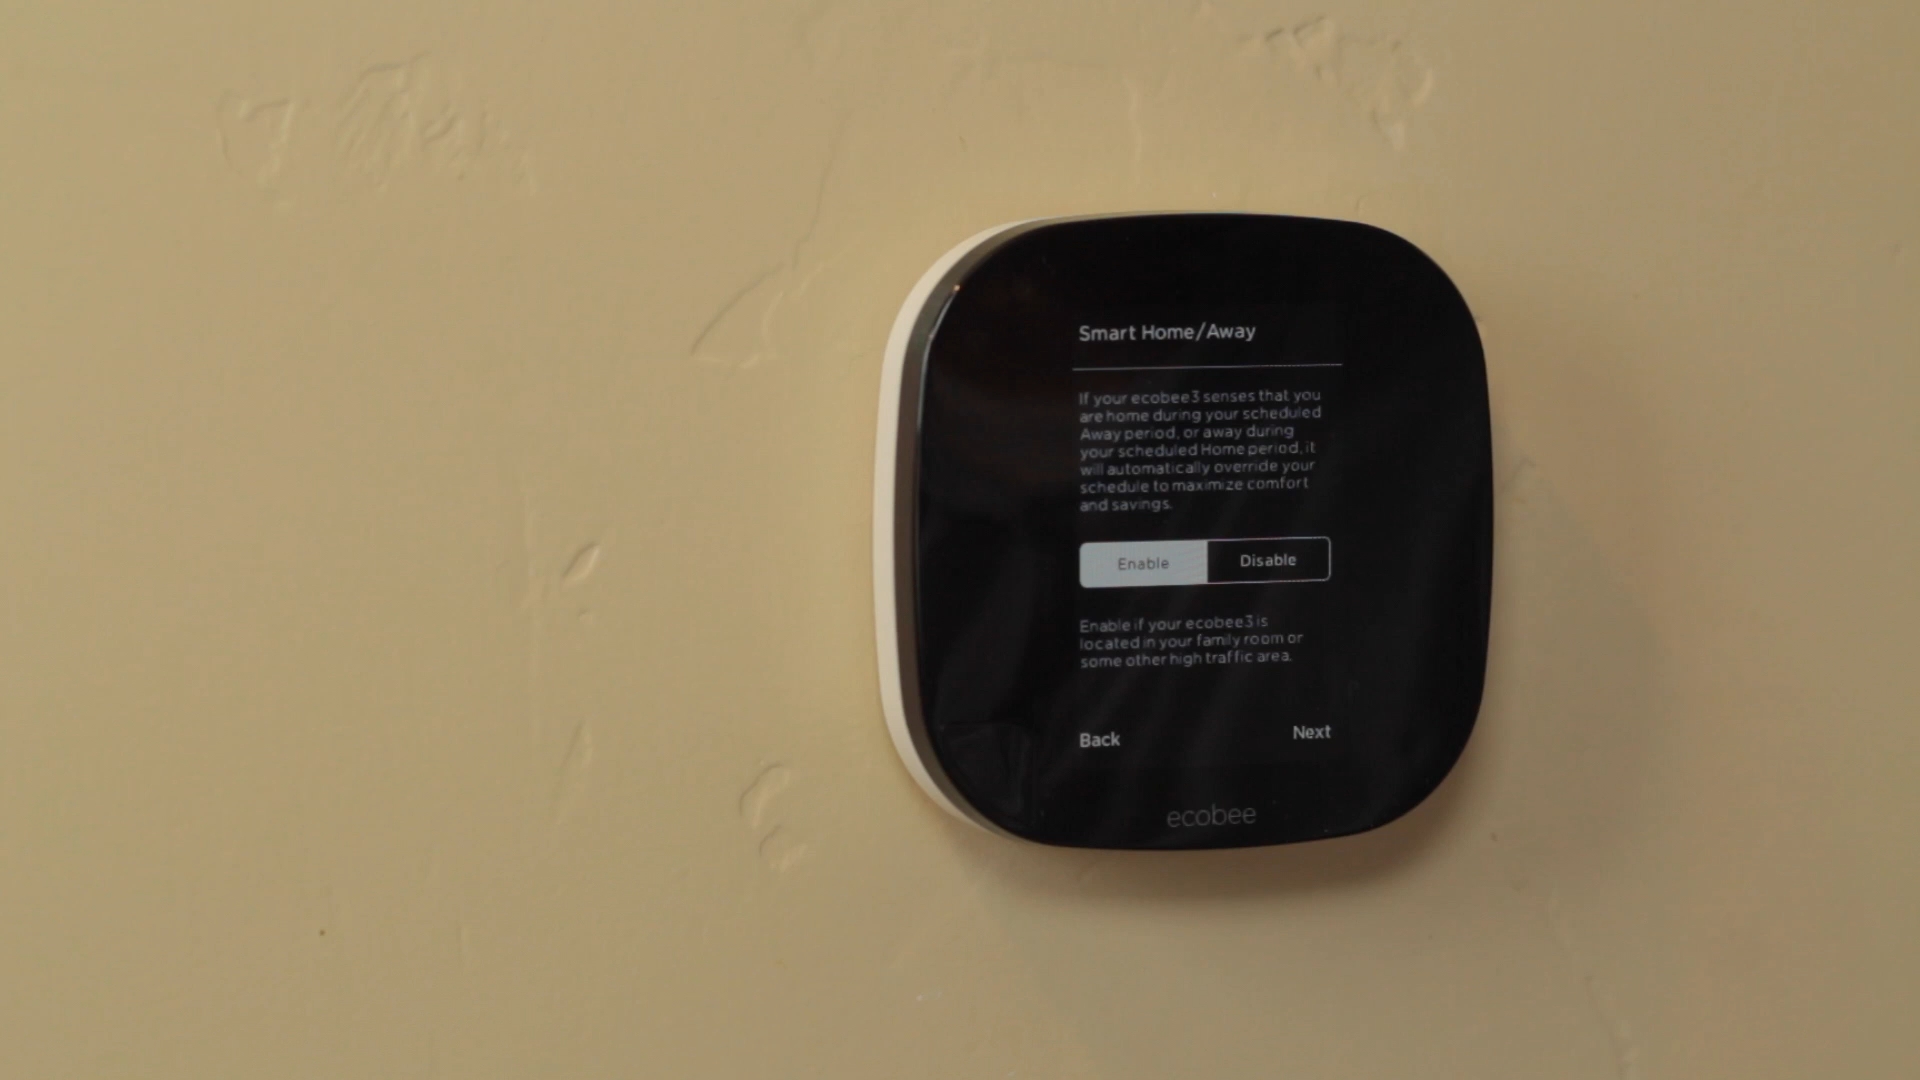 Smart Home/Away
If your ecobee3 senses that you
are home during your scheduled
Away period, or away during
your scheduled Home period, it
will automatically override your
schedule to maximize comfort
and savings.
Enable Disable
Enable if your ecobee3 is
located in your family room or
some other high traffic area.
Back Next
ecobee